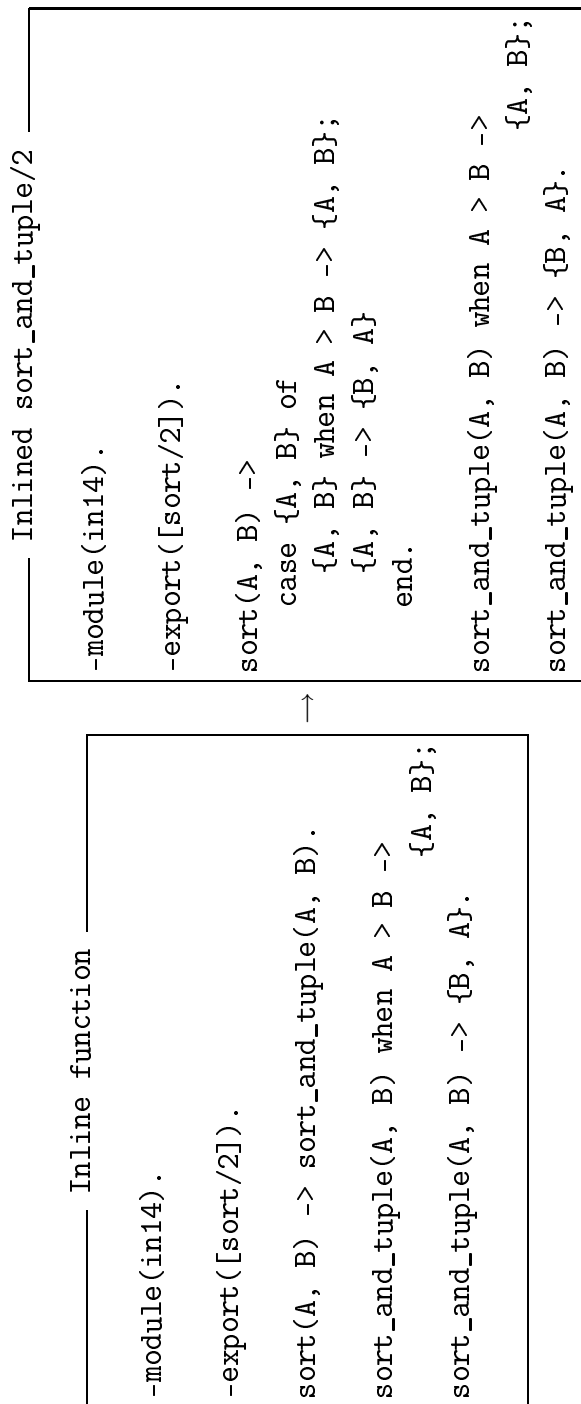 Inline function
-module(in14).
-export([sort/2]).
sort(A, B) -> sort_and_tuple(A, B).
sort_and_tuple(A, B) when A > B ->
{A, B};
sort_and_tuple(A, B) -> {B, A}.
→
Inlined sort_and_tuple/2
-module(in14).
-export([sort/2]).
sort(A, B) ->
case {A, B} of
{A, B} when A > B -> {A, B};
{A, B} -> {B, A}
end.
sort_and_tuple(A, B) when A > B ->
{A, B};
sort_and_tuple(A, B) -> {B, A}.